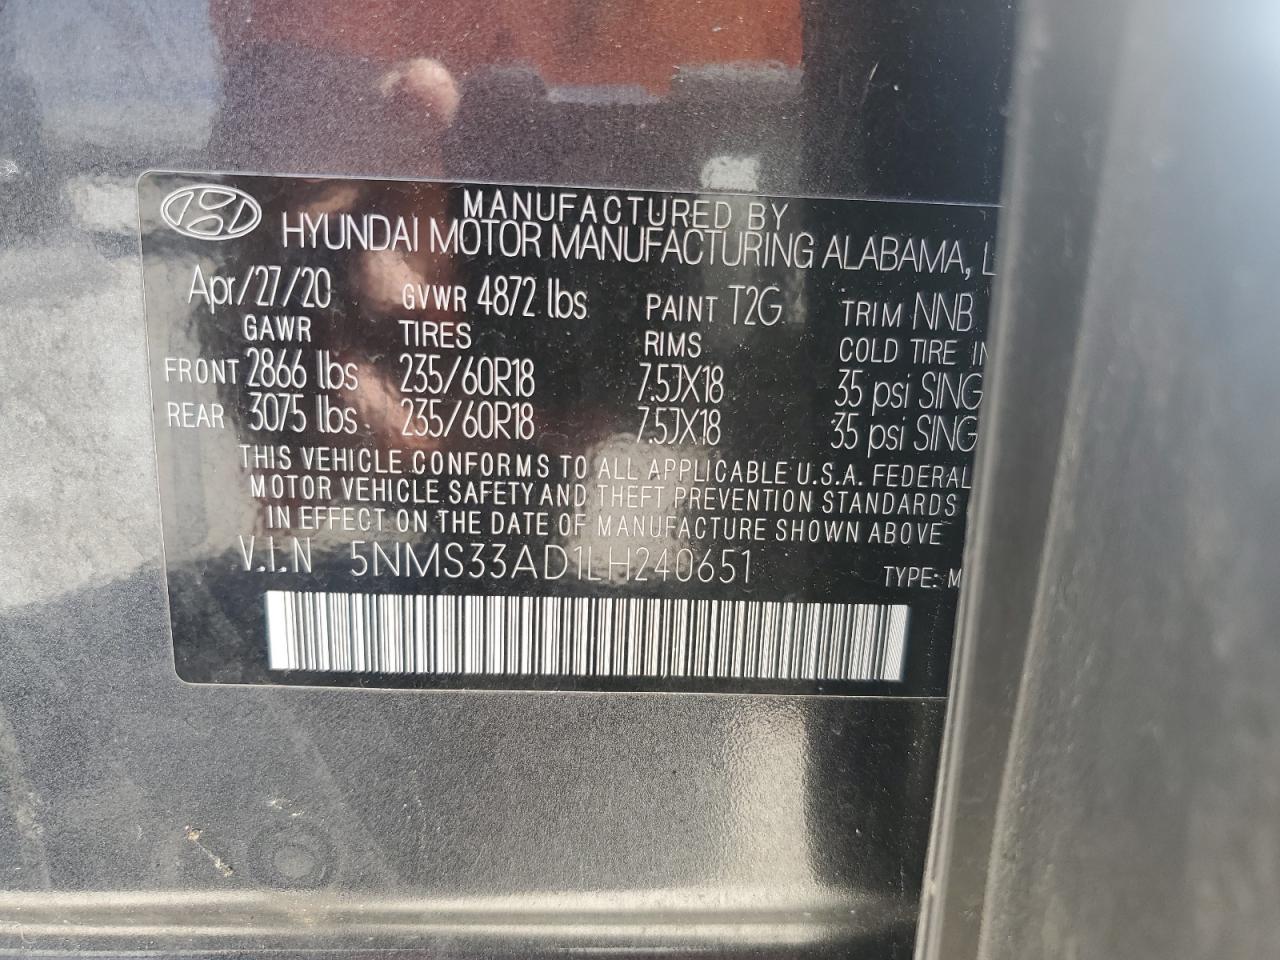 MANUFACTURED BY
HYUNDAI MOTOR MANUFACTURING ALABAMA, L
Apr/27/20 GVWR 4872 lbs PAINT T2G TRIM NNB
GAWR TIRES RIMS COLD TIRE IN
FRONT 2866 lbs 235/60R18 7.5JX18 35 psi SING
REAR 3075 lbs 235/60R18 7.5JX18 35 psi SING
THIS VEHICLE CONFORMS TO ALL APPLICABLE U.S.A. FEDERAL
MOTOR VEHICLE SAFETY AND THEFT PREVENTION STANDARDS
IN EFFECT ON THE DATE OF MANUFACTURE SHOWN ABOVE
V.I.N 5NMS33AD1LH240651 TYPE: M